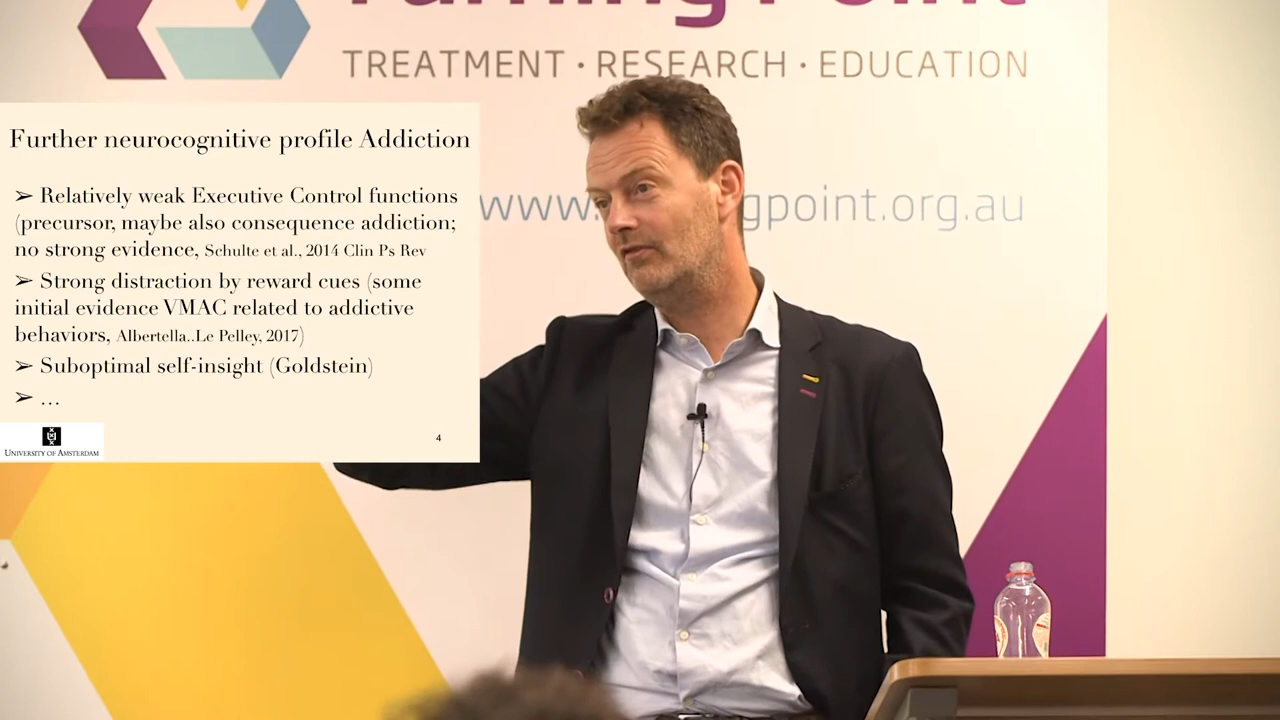 Turning Point
TREATMENT · RESEARCH · EDUCATION
www.
gpoint.org.au
Further neurocognitive profile Addiction
➢ Relatively weak Executive Control functions
(precursor, maybe also consequence addiction;
no strong evidence, Schulte et al., 2014 Clin Ps Rev
➢ Strong distraction by reward cues (some
initial evidence VMAC related to addictive
behaviors, Albertella..Le Pelley, 2017)
➢ Suboptimal self-insight (Goldstein)
➢ ...
UNIVERSITY OF AMSTERDAM
4